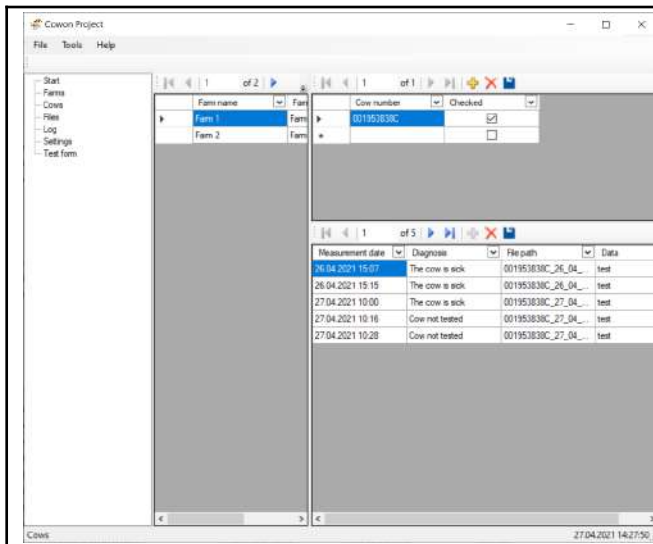 Cowon Project
File Tools Help
Start
Farms
Cows
Files
Log
Settings
Test form
1 of 2
Farm name Farm
Farm 1 Farm
Farm 2 Farm
1 of 1
Cow number Checked
001953838C
1 of 5
Measurement date Diagnosis File path Data
26.04.2021 15:07 The cow is sick 001953838C_26_04_... test
26.04.2021 15:15 The cow is sick 001953838C_26_04_... test
27.04.2021 10:00 The cow is sick 001953838C_27_04_... test
27.04.2021 10:16 Cow not tested 001953838C_27_04_... test
27.04.2021 10:28 Cow not tested 001953838C_27_04_... test
Cows 27.04.2021 14:27:50